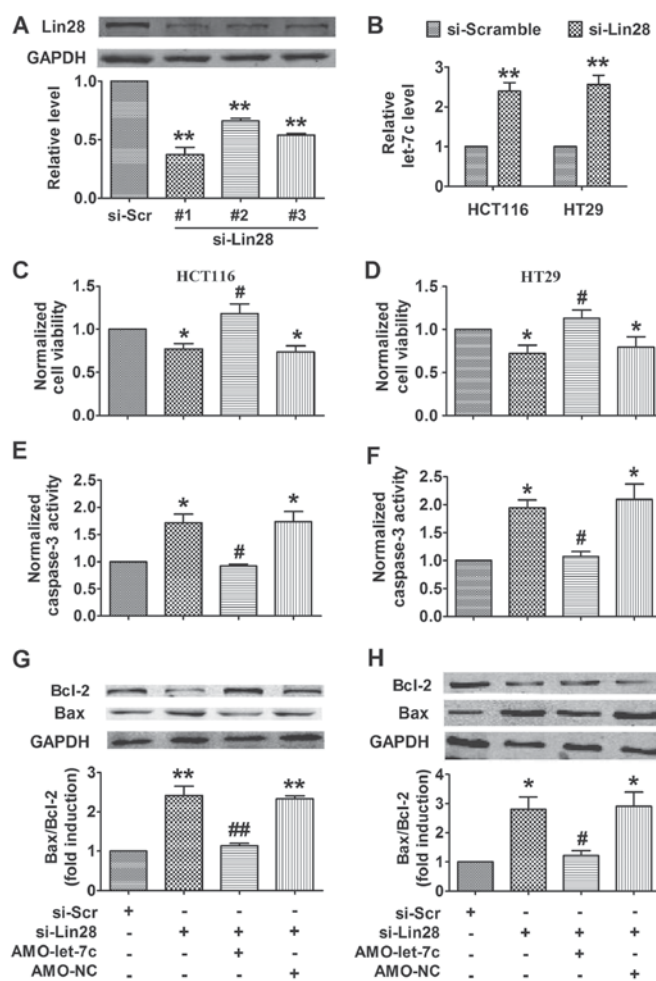 A
Lin28
GAPDH
Relative level
1.0
0.5
0.0
**
**
**
si-Scr
#1
#2
#3
si-Lin28
B
si-Scramble
si-Lin28
Relative
let-7c level
3
2
1
0
**
**
HCT116
HT29
C
HCT116
Normalized
cell viability
1.5
1.0
0.5
0.0
*
#
*
D
HT29
Normalized
cell viability
1.5
1.0
0.5
0.0
*
#
*
E
Normalized
caspase-3 activity
2.5
2.0
1.5
1.0
0.5
0.0
*
#
*
F
Normalized
caspase-3 activity
2.5
2.0
1.5
1.0
0.5
0.0
*
#
*
G
Bcl-2
Bax
GAPDH
Bax/Bcl-2
(fold induction)
3
2
1
0
**
##
**
si-Scr + - - -
si-Lin28 - + + +
AMO-let-7c - - + -
AMO-NC - - - +
H
Bcl-2
Bax
GAPDH
Bax/Bcl-2
(fold induction)
4
3
2
1
0
*
#
*
si-Scr + - - -
si-Lin28 - + + +
AMO-let-7c - - + -
AMO-NC - - - +